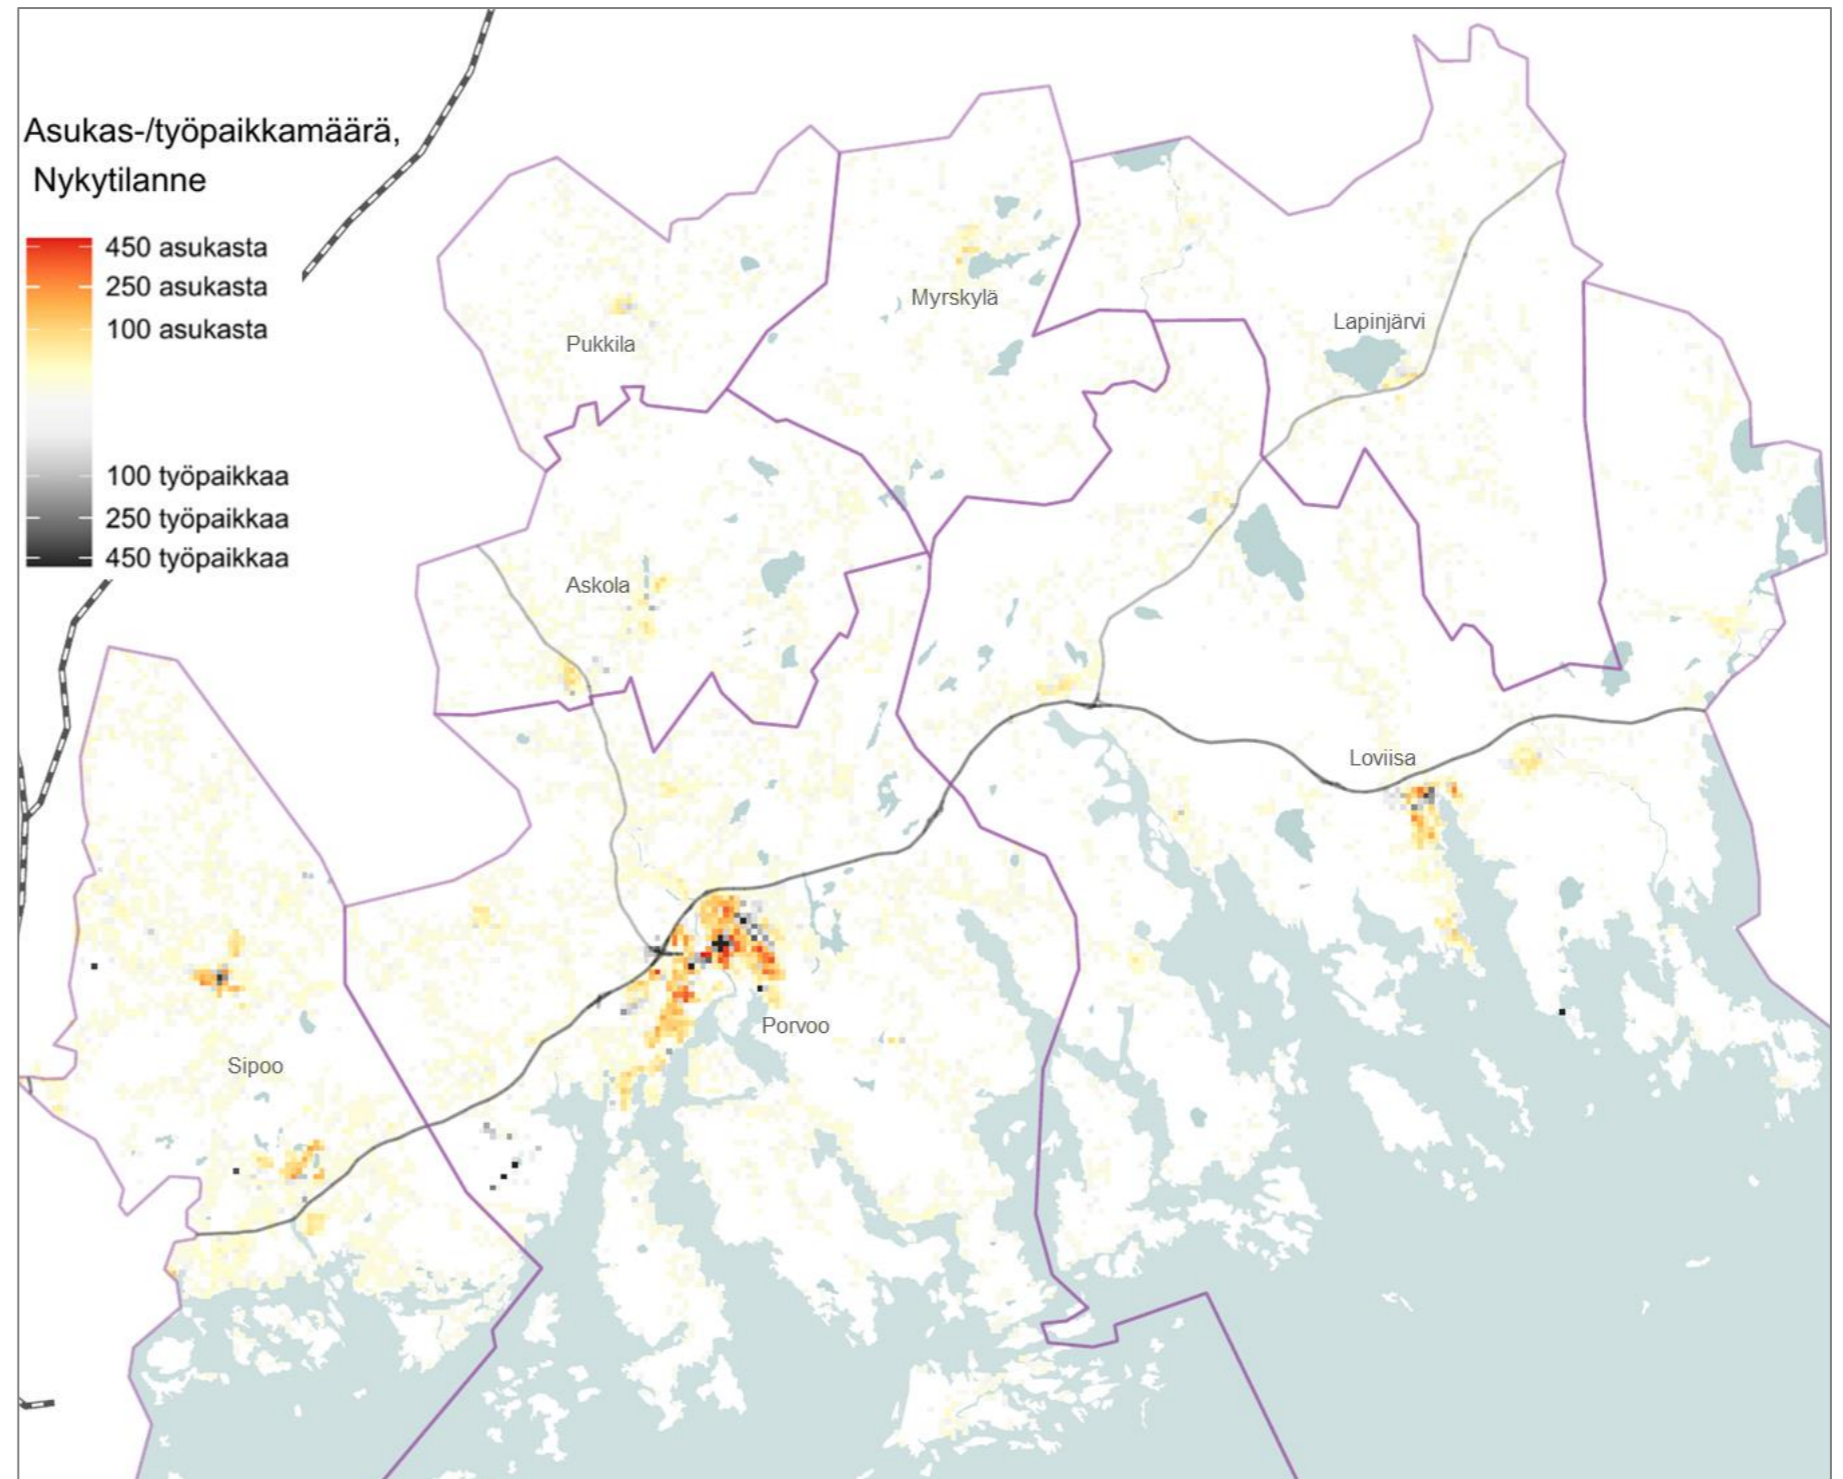 Asukas-/työpaikkamäärä,
Nykytilanne
450 asukasta
250 asukasta
100 asukasta
100 työpaikkaa
250 työpaikkaa
450 työpaikkaa
Myrskylä
Lapinjärvi
Pukkila
Askola
Loviisa
Porvoo
Sipoo